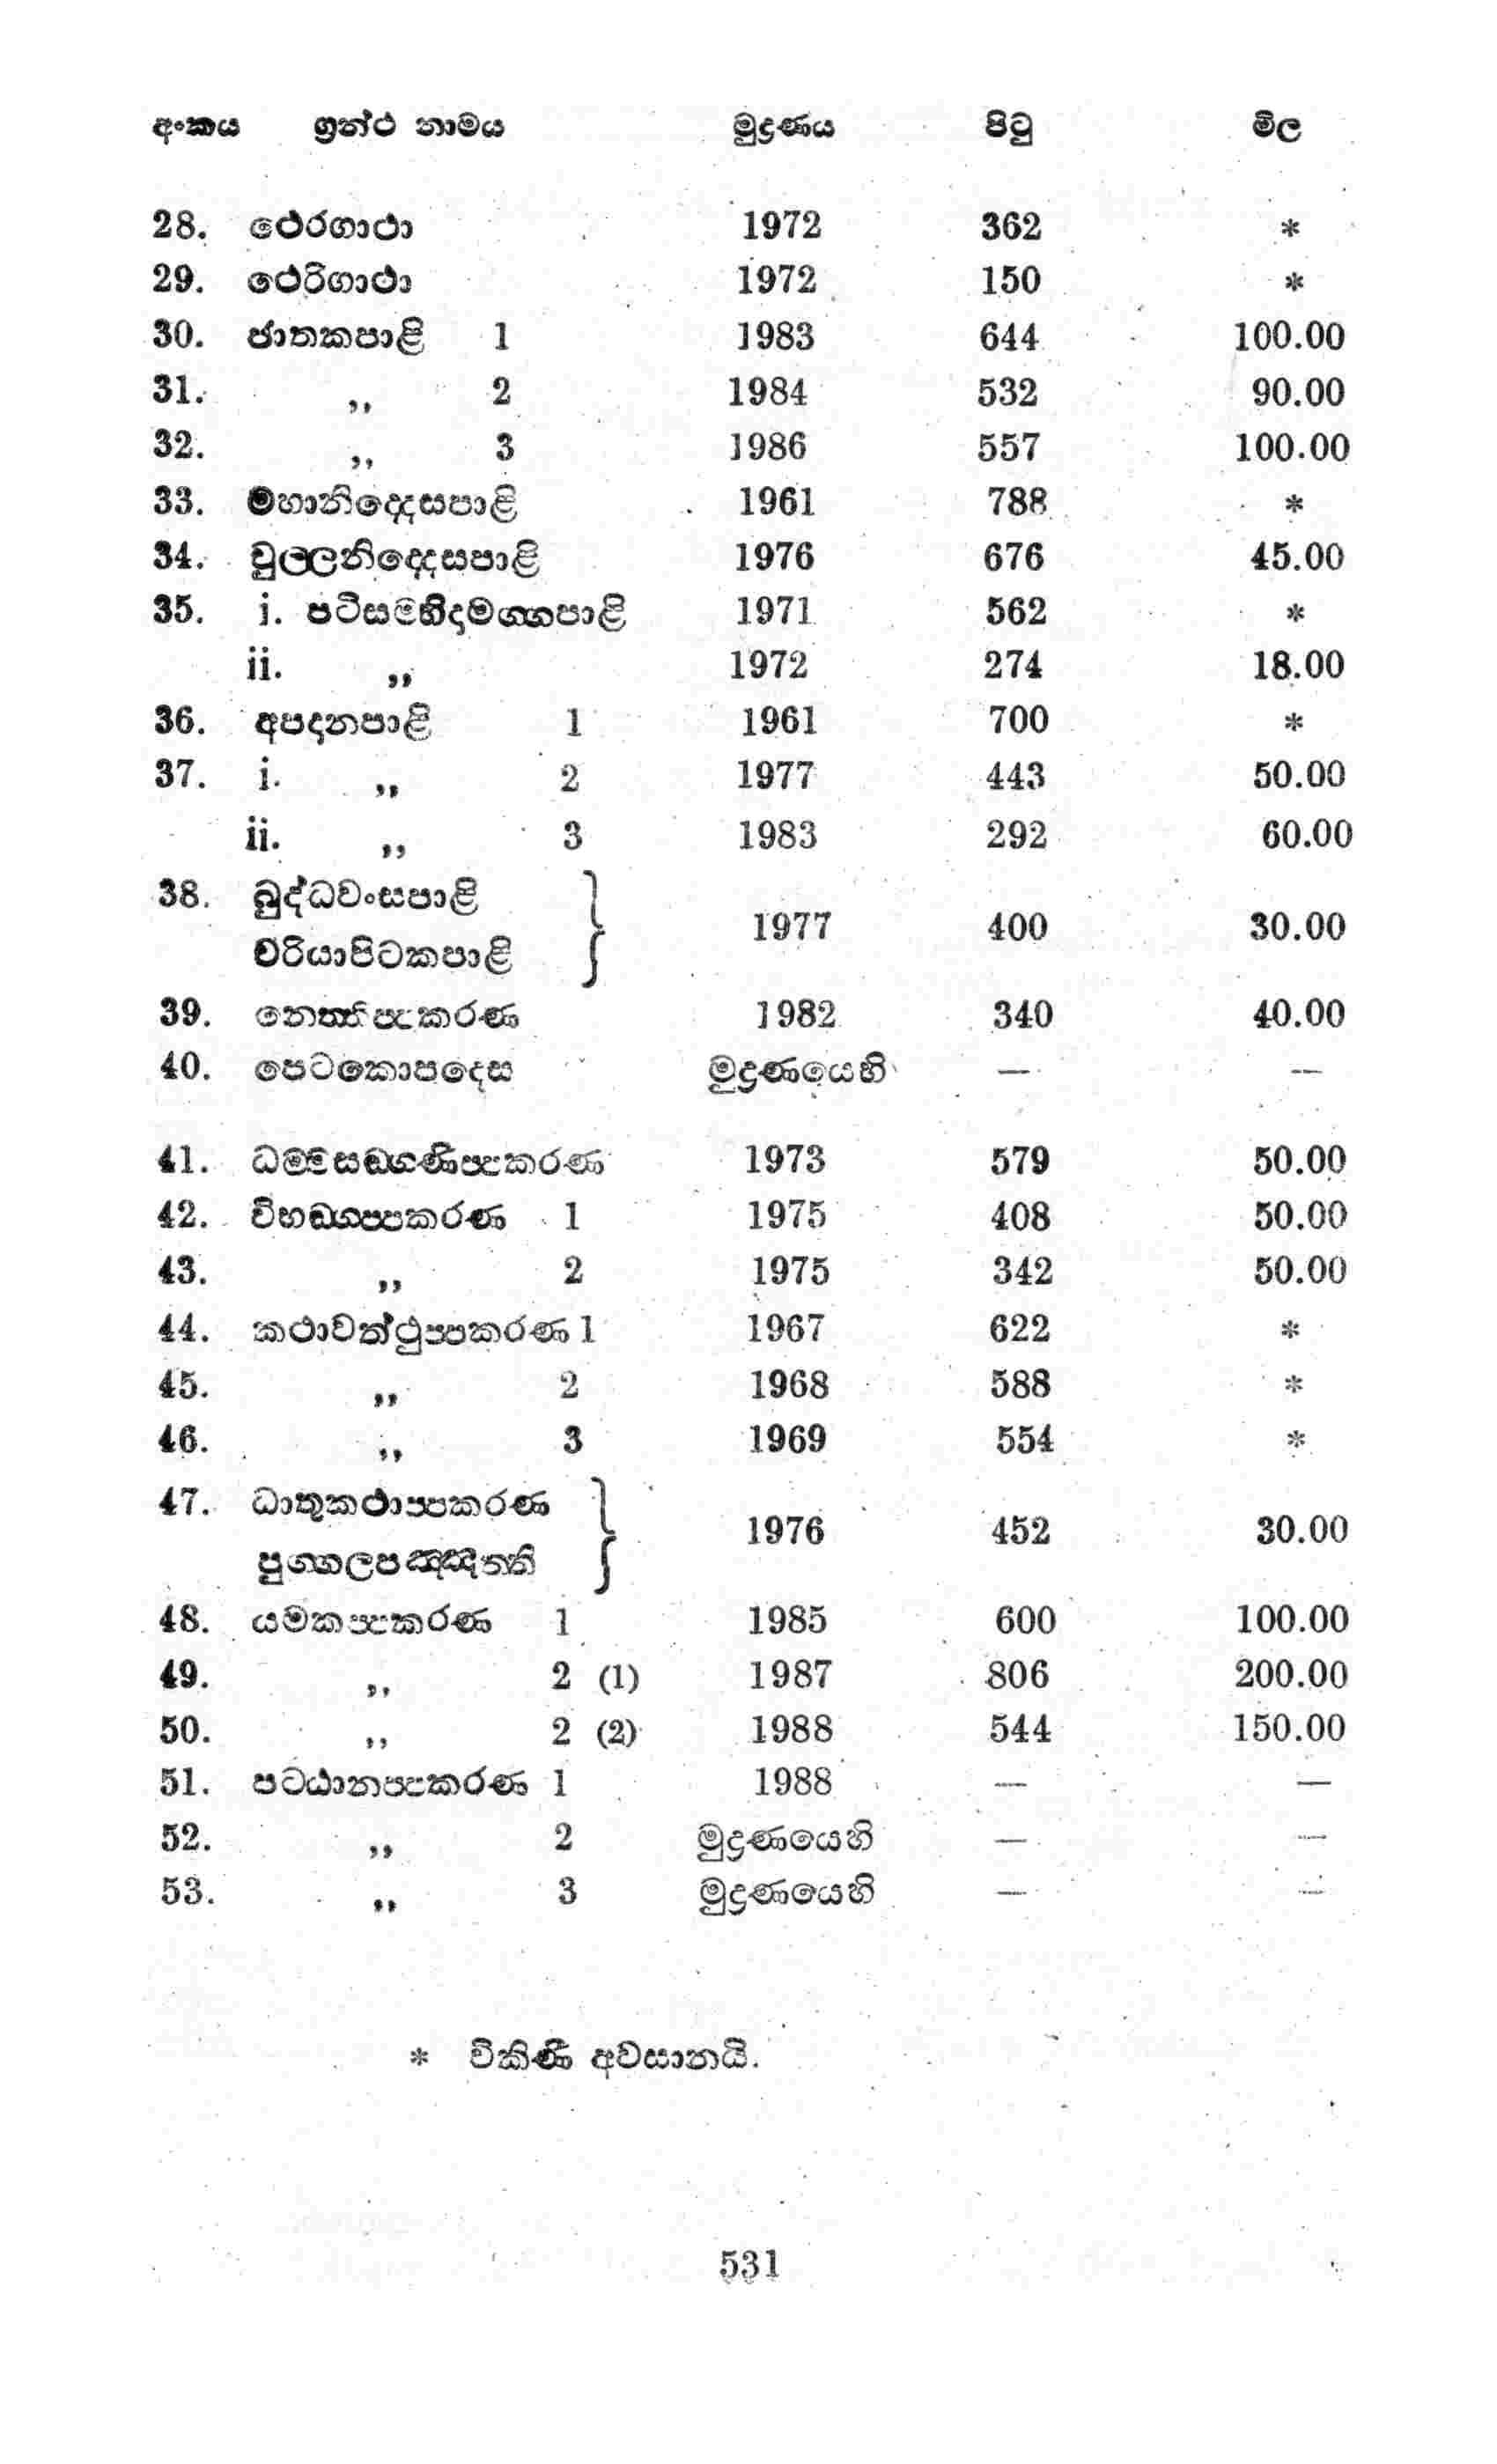 අංකය ග්‍රන්ථ නාමය මුද්‍රණය පිටු මිල
28. ථෙරගාථා 1972 362 *
29. ථෙරිගාථා 1972 150 *
30. ජාතකපාළි 1 1983 644 100.00
31. ,, 2 1984 532 90.00
32. ,, 3 1986 557 100.00
33. මහානිද්දෙසපාළි 1961 788 *
34. චුල්ලනිද්දෙසපාළි 1976 676 45.00
35. i. පටිසම්භිදාමග්ගපාළි 1971 562 *
ii. ,, 1972 274 18.00
36. අපදානපාළි 1 1961 700 *
37. i. ,, 2 1977 443 50.00
ii. ,, 3 1983 292 60.00
38. බුද්ධවංසපාළි
චරියාපිටකපාළි } 1977 400 30.00
39. නෙත්තිප්පකරණ 1982 340 40.00
40. පෙටකොපදෙස මුද්‍රණයෙහි — —
41. ධම්මසඞ්ගණිප්පකරණ 1973 579 50.00
42. විභඞ්ගප්පකරණ 1 1975 408 50.00
43. ,, 2 1975 342 50.00
44. කථාවත්ථුප්පකරණ 1 1967 622 *
45. ,, 2 1968 588 *
46. ,, 3 1969 554 *
47. ධාතුකථාප්පකරණ
පුග්ගලපඤ්ඤත්ති } 1976 452 30.00
48. යමකප්පකරණ 1 1985 600 100.00
49. ,, 2 (1) 1987 806 200.00
50. ,, 2 (2) 1988 544 150.00
51. පට්ඨානප්පකරණ 1 1988 — —
52. ,, 2 මුද්‍රණයෙහි — —
53. ,, 3 මුද්‍රණයෙහි — —
* විකිණී අවසානයි.
531